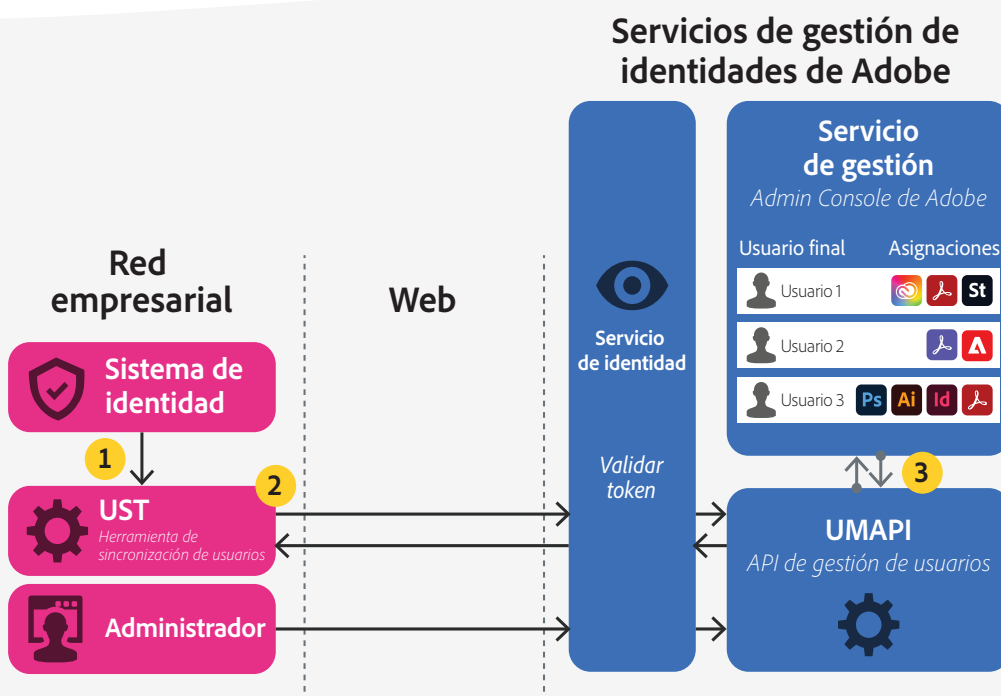 Servicios de gestión de
identidades de Adobe
Red
empresarial
Web
Sistema de
identidad
1
2
UST
Herramienta de
sincronización de usuarios
Administrador
Servicio
de identidad
Validar
token
Servicio
de gestión
Admin Console de Adobe
Usuario final Asignaciones
Usuario 1 St
Usuario 2
Usuario 3 Ps Ai Id
3
UMAPI
API de gestión de usuarios